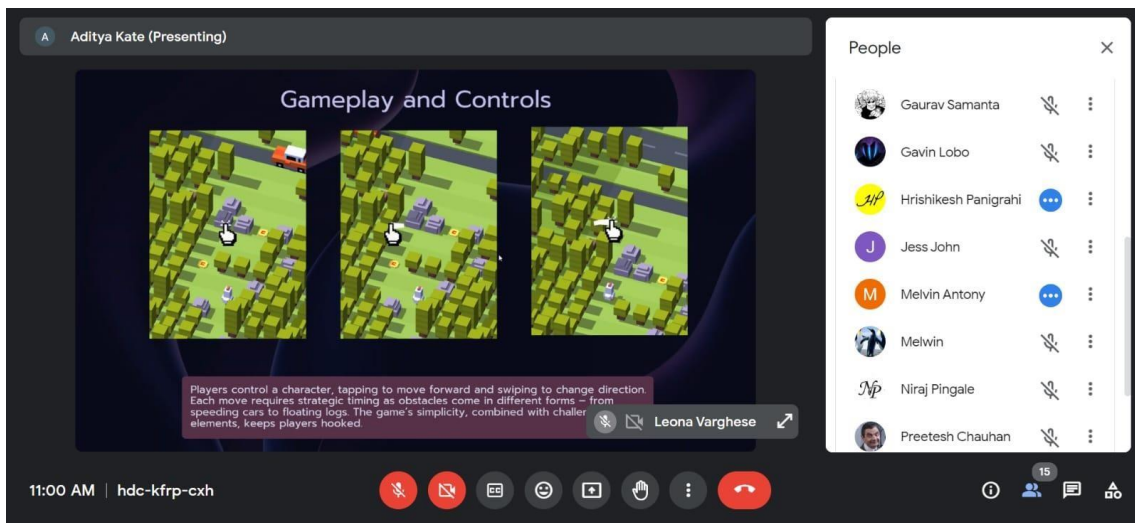 A Aditya Kate (Presenting)
Gameplay and Controls
Players control a character, tapping to move forward and swiping to change direction.
Each move requires strategic timing as obstacles come in different forms – from
speeding cars to floating logs. The game's simplicity, combined with
elements, keeps players hooked.
Leona Varghese
People
Gaurav Samanta
Gavin Lobo
HP Hrishikesh Panigrahi
J Jess John
M Melvin Antony
Melwin
Np Niraj Pingale
Preetesh Chauhan
11:00 AM | hdc-kfrp-cxh
CC
15